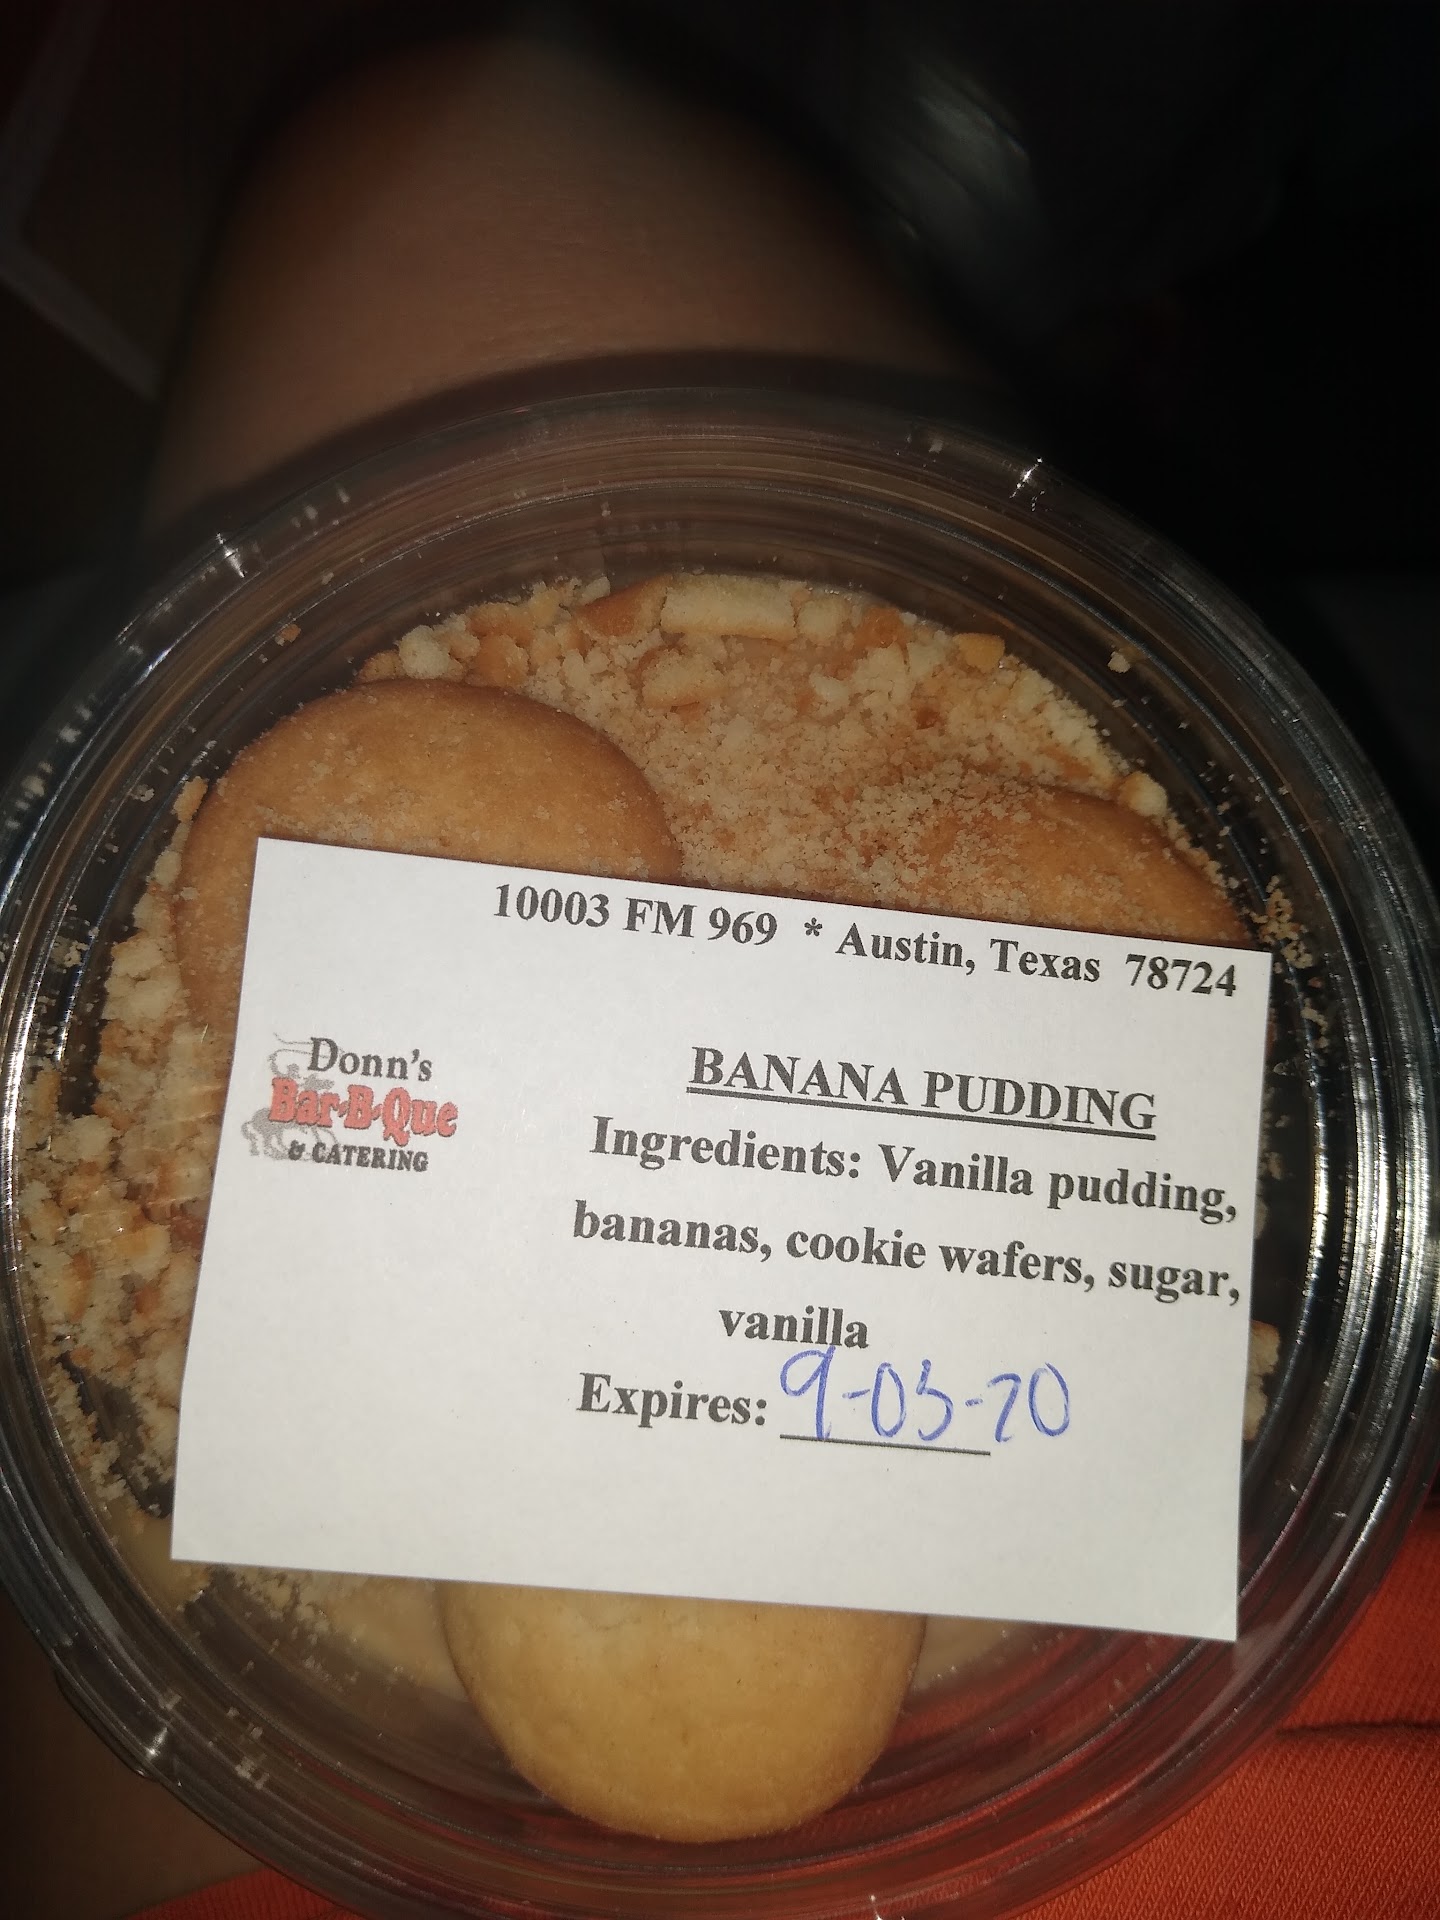 10003 FM 969 * Austin, Texas 78724
Donn's
Bar-B-Que
& CATERING
BANANA PUDDING
Ingredients: Vanilla pudding,
bananas, cookie wafers, sugar,
vanilla
Expires: 9-03-20